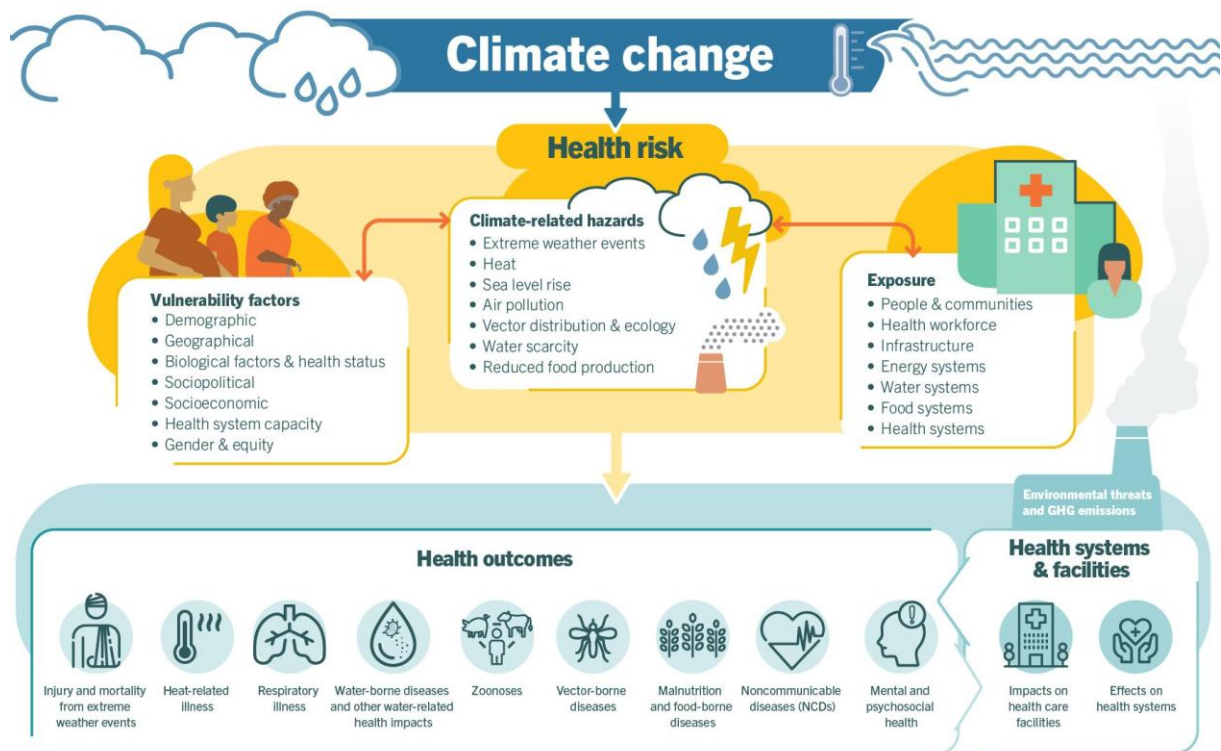 Climate change
Health risk
Vulnerability factors
• Demographic
• Geographical
• Biological factors & health status
• Sociopolitical
• Socioeconomic
• Health system capacity
• Gender & equity
Climate-related hazards
• Extreme weather events
• Heat
• Sea level rise
• Air pollution
• Vector distribution & ecology
• Water scarcity
• Reduced food production
Exposure
• People & communities
• Health workforce
• Infrastructure
• Energy systems
• Water systems
• Food systems
• Health systems
Environmental threats
and GHG emissions
Health outcomes
Injury and mortality
from extreme
weather events
Heat-related
illness
Respiratory
illness
Water-borne diseases
and other water-related
health impacts
Zoonoses
Vector-borne
diseases
Malnutrition
and food-borne
diseases
Noncommunicable
diseases (NCDs)
Mental and
psychosocial
health
Health systems
& facilities
Impacts on
health care
facilities
Effects on
health systems